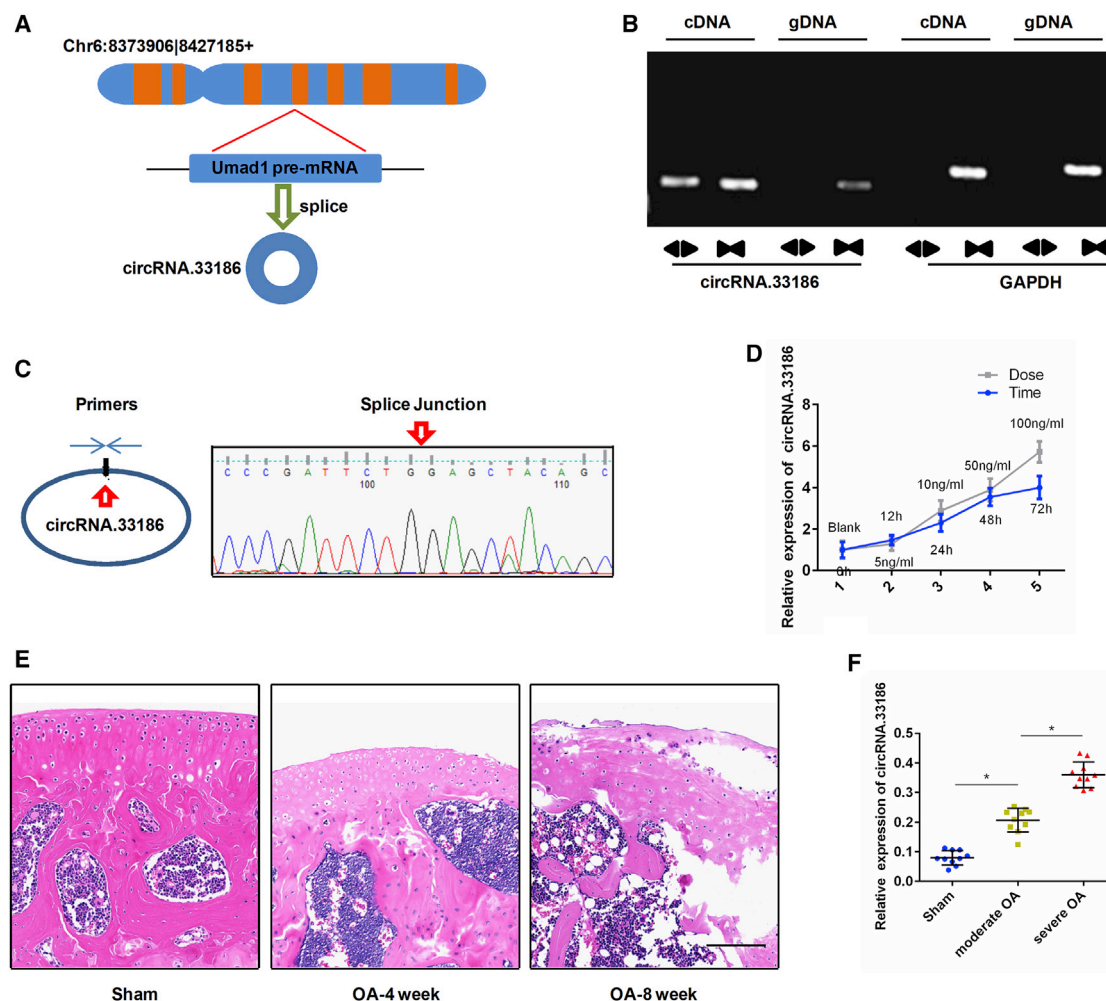 A
Chr6:8373906|8427185+
Umad1 pre-mRNA
splice
circRNA.33186
B
cDNA gDNA cDNA gDNA
circRNA.33186 GAPDH
C
Primers
circRNA.33186
Splice Junction
C C C G A T T C T G G A G C T A C A G C
100 110
D
Relative expression of circRNA.33186
Dose
Time
8
6
4
2
0
Blank
0h
12h
5ng/ml
10ng/ml
24h
50ng/ml
48h
100ng/ml
72h
1 2 3 4 5
E
Sham OA-4 week OA-8 week
F
Relative expression of circRNA.33186
0.5
0.4
0.3
0.2
0.1
0.0
*
*
Sham moderate OA severe OA